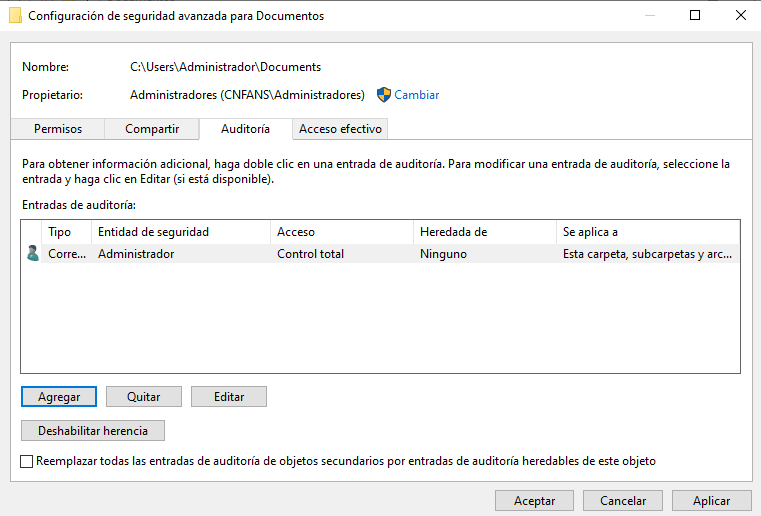 Configuración de seguridad avanzada para Documentos
Nombre: C:\Users\Administrador\Documents
Propietario: Administradores (CNFANS\Administradores) Cambiar
Permisos Compartir Auditoría Acceso efectivo
Para obtener información adicional, haga doble clic en una entrada de auditoría. Para modificar una entrada de auditoría, seleccione la
entrada y haga clic en Editar (si está disponible).
Entradas de auditoría:
Tipo Entidad de seguridad Acceso Heredada de Se aplica a
Corre... Administrador Control total Ninguno Esta carpeta, subcarpetas y arc...
Agregar Quitar Editar
Deshabilitar herencia
Reemplazar todas las entradas de auditoría de objetos secundarios por entradas de auditoría heredables de este objeto
Aceptar Cancelar Aplicar